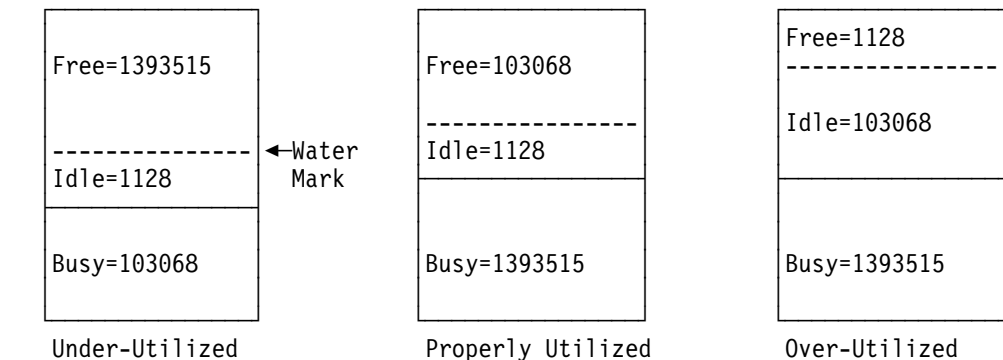 Free=1393515
Water
Mark
Idle=1128
Busy=103068
Under-Utilized
Free=103068
Idle=1128
Busy=1393515
Properly Utilized
Free=1128
Idle=103068
Busy=1393515
Over-Utilized